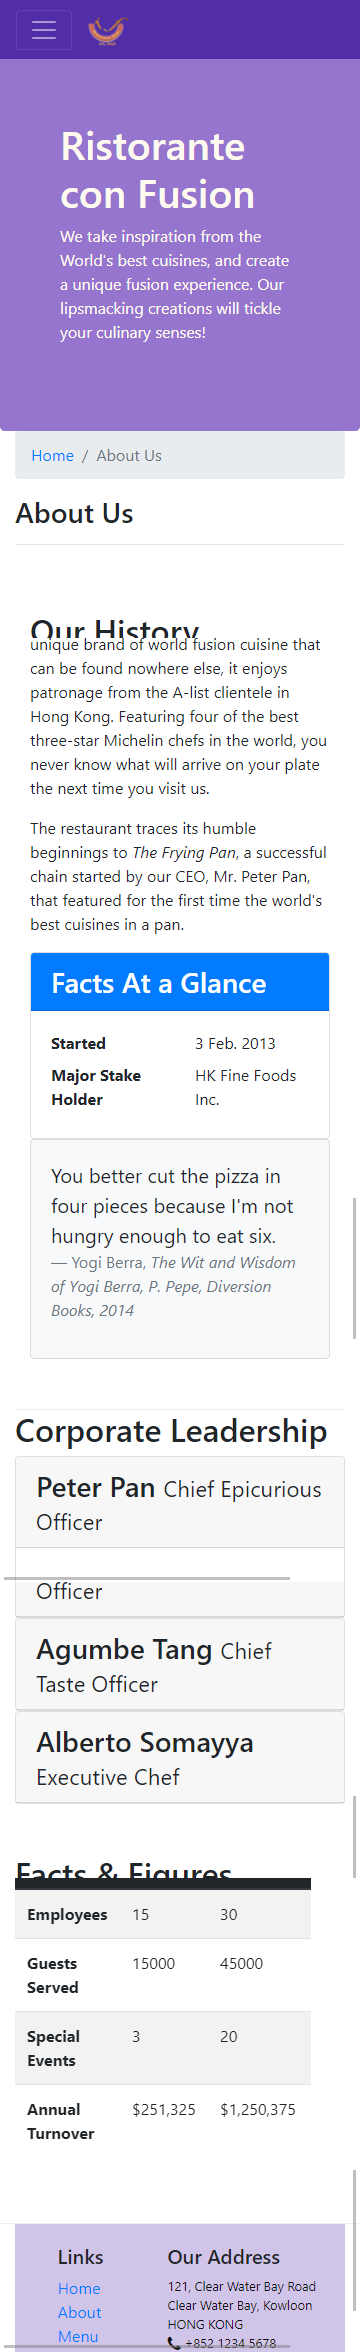 Ristorante
con Fusion
We take inspiration from the
World's best cuisines, and create
a unique fusion experience. Our
lipsmacking creations will tickle
your culinary senses!
Home / About Us
About Us
Our History
unique brand of world fusion cuisine that
can be found nowhere else, it enjoys
patronage from the A-list clientele in
Hong Kong. Featuring four of the best
three-star Michelin chefs in the world, you
never know what will arrive on your plate
the next time you visit us.
The restaurant traces its humble
beginnings to The Frying Pan, a successful
chain started by our CEO, Mr. Peter Pan,
that featured for the first time the world's
best cuisines in a pan.
Facts At a Glance
Started 3 Feb. 2013
Major Stake HK Fine Foods
Holder Inc.
You better cut the pizza in
four pieces because I'm not
hungry enough to eat six.
— Yogi Berra, The Wit and Wisdom
of Yogi Berra, P. Pepe, Diversion
Books, 2014
Corporate Leadership
Peter Pan Chief Epicurious
Officer
Officer
Agumbe Tang Chief
Taste Officer
Alberto Somayya
Executive Chef
Facts & Figures
Employees 15 30
Guests 15000 45000
Served
Special 3 20
Events
Annual $251,325 $1,250,375
Turnover
Links
Home
About
Menu
Our Address
121, Clear Water Bay Road
Clear Water Bay, Kowloon
HONG KONG
+852 1234 5678